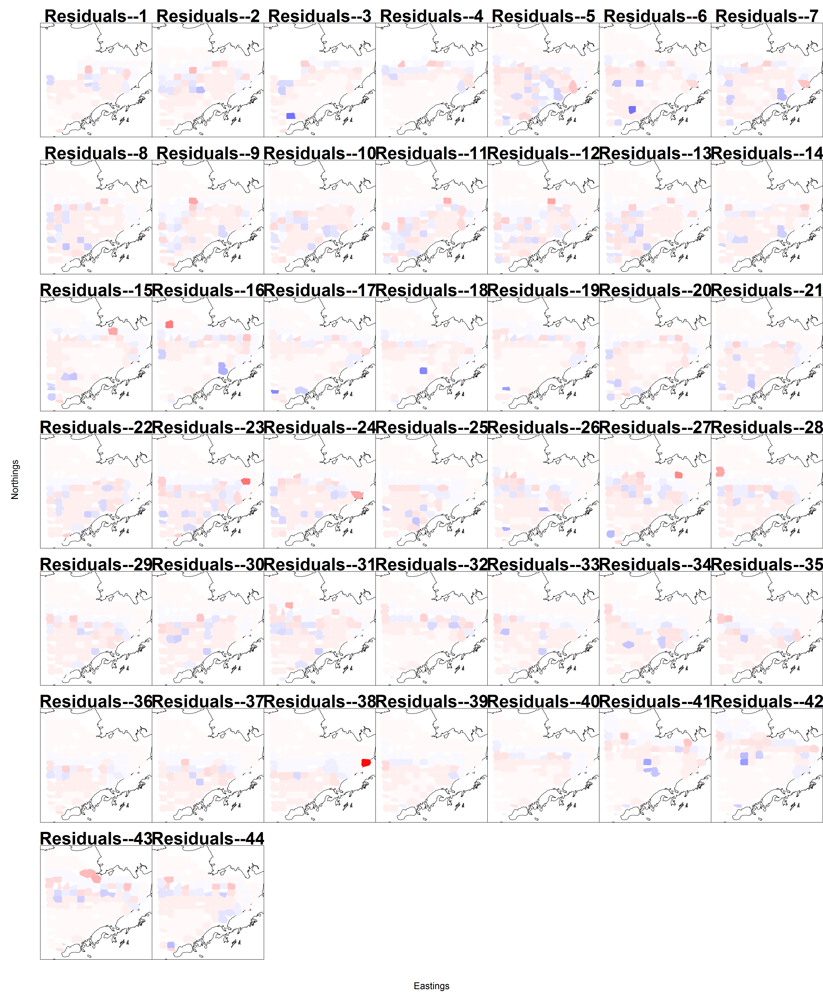 Residuals--1 Residuals--2 Residuals--3 Residuals--4 Residuals--5 Residuals--6 Residuals--7
Residuals--8 Residuals--9 Residuals--10 Residuals--11 Residuals--12 Residuals--13 Residuals--14
Residuals--15 Residuals--16 Residuals--17 Residuals--18 Residuals--19 Residuals--20 Residuals--21
Residuals--22 Residuals--23 Residuals--24 Residuals--25 Residuals--26 Residuals--27 Residuals--28
Northings
Residuals--29 Residuals--30 Residuals--31 Residuals--32 Residuals--33 Residuals--34 Residuals--35
Residuals--36 Residuals--37 Residuals--38 Residuals--39 Residuals--40 Residuals--41 Residuals--42
Residuals--43 Residuals--44
Eastings